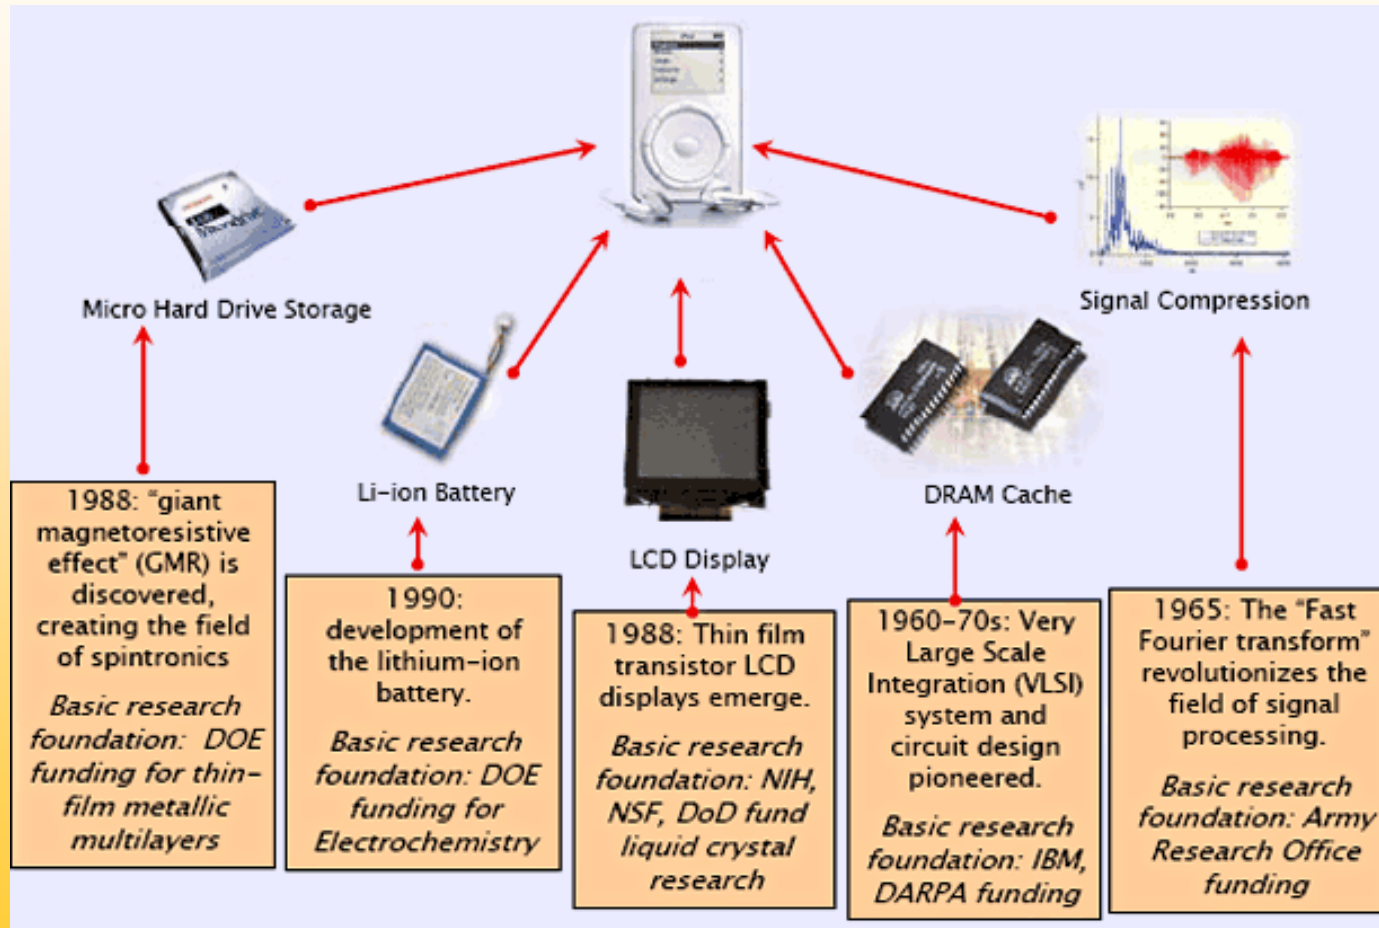 iPod
Micro Hard Drive Storage
Signal Compression
Li-ion Battery
DRAM Cache
LCD Display
1988: "giant
magnetoresistive
effect" (GMR) is
discovered,
creating the field
of spintronics
Basic research
foundation: DOE
funding for thin-
film metallic
multilayers
1990:
development of
the lithium-ion
battery.
Basic research
foundation: DOE
funding for
Electrochemistry
1988: Thin film
transistor LCD
displays emerge.
Basic research
foundation: NIH,
NSF, DoD fund
liquid crystal
research
1960-70s: Very
Large Scale
Integration (VLSI)
system and
circuit design
pioneered.
Basic research
foundation: IBM,
DARPA funding
1965: The "Fast
Fourier transform"
revolutionizes the
field of signal
processing.
Basic research
foundation: Army
Research Office
funding